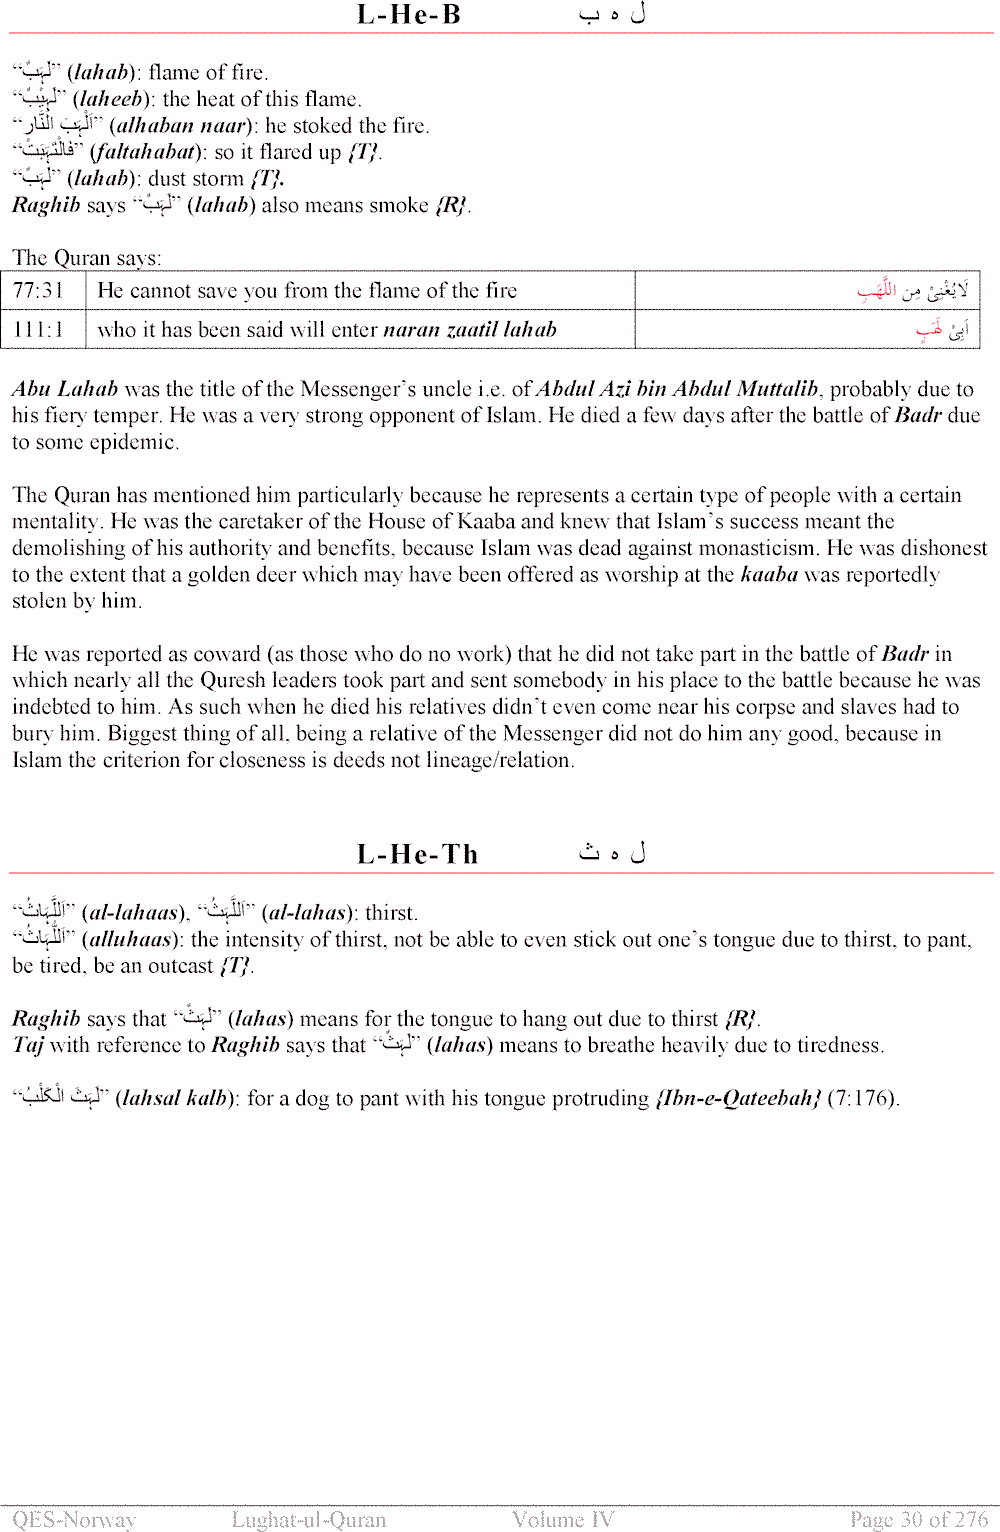 L-He-B ل ه ب
“لَہَبٌ” (lahab): flame of fire.
“لَہِیْبٌ” (laheeb): the heat of this flame.
“اَلْہَبَ النَّار” (alhaban naar): he stoked the fire.
“فَالْتَہَبَتْ” (faltahabat): so it flared up {T}.
“لَہَبٌ” (lahab): dust storm {T}.
Raghib says “لَہَبٌ” (lahab) also means smoke {R}.
The Quran says:
77:31 He cannot save you from the flame of the fire لَا یُغْنِیْ مِن اللَّھَبِ
111:1 who it has been said will enter naran zaatil lahab اَبِیْ لَھَبٍ
Abu Lahab was the title of the Messenger’s uncle i.e. of Abdul Azi bin Abdul Muttalib, probably due to
his fiery temper. He was a very strong opponent of Islam. He died a few days after the battle of Badr due
to some epidemic.
The Quran has mentioned him particularly because he represents a certain type of people with a certain
mentality. He was the caretaker of the House of Kaaba and knew that Islam’s success meant the
demolishing of his authority and benefits, because Islam was dead against monasticism. He was dishonest
to the extent that a golden deer which may have been offered as worship at the kaaba was reportedly
stolen by him.
He was reported as coward (as those who do no work) that he did not take part in the battle of Badr in
which nearly all the Quresh leaders took part and sent somebody in his place to the battle because he was
indebted to him. As such when he died his relatives didn’t even come near his corpse and slaves had to
bury him. Biggest thing of all, being a relative of the Messenger did not do him any good, because in
Islam the criterion for closeness is deeds not lineage/relation.
L-He-Th ل ه ث
“اَللَّہَاثُ” (al-lahaas), “اَللَّہَثُ” (al-lahas): thirst.
“اَللُّہَاثُ” (alluhaas): the intensity of thirst, not be able to even stick out one’s tongue due to thirst, to pant,
be tired, be an outcast {T}.
Raghib says that “لَہَثٌ” (lahas) means for the tongue to hang out due to thirst {R}.
Taj with reference to Raghib says that “لَہَثٌ” (lahas) means to breathe heavily due to tiredness.
“لَہَثَ الْکَلْبُ” (lahsal kalb): for a dog to pant with his tongue protruding {Ibn-e-Qateebah} (7:176).
QES-Norway Lughat-ul-Quran Volume IV Page 30 of 276